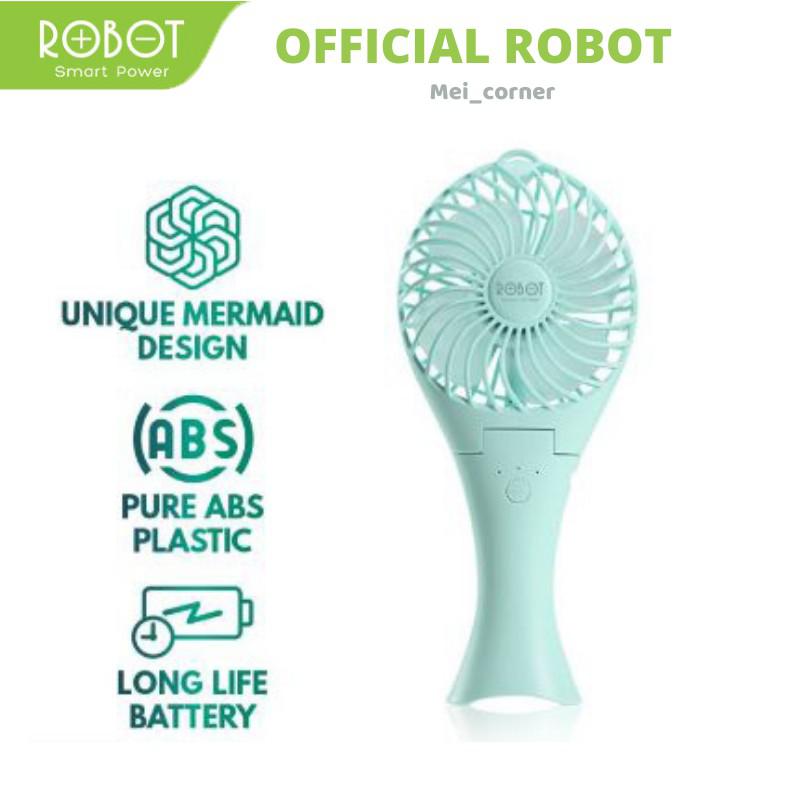 ROBOT
Smart Power
OFFICIAL ROBOT
Mei_corner
ROBOT
UNIQUE MERMAID
DESIGN
ABS
PURE ABS
PLASTIC
LONG LIFE
BATTERY